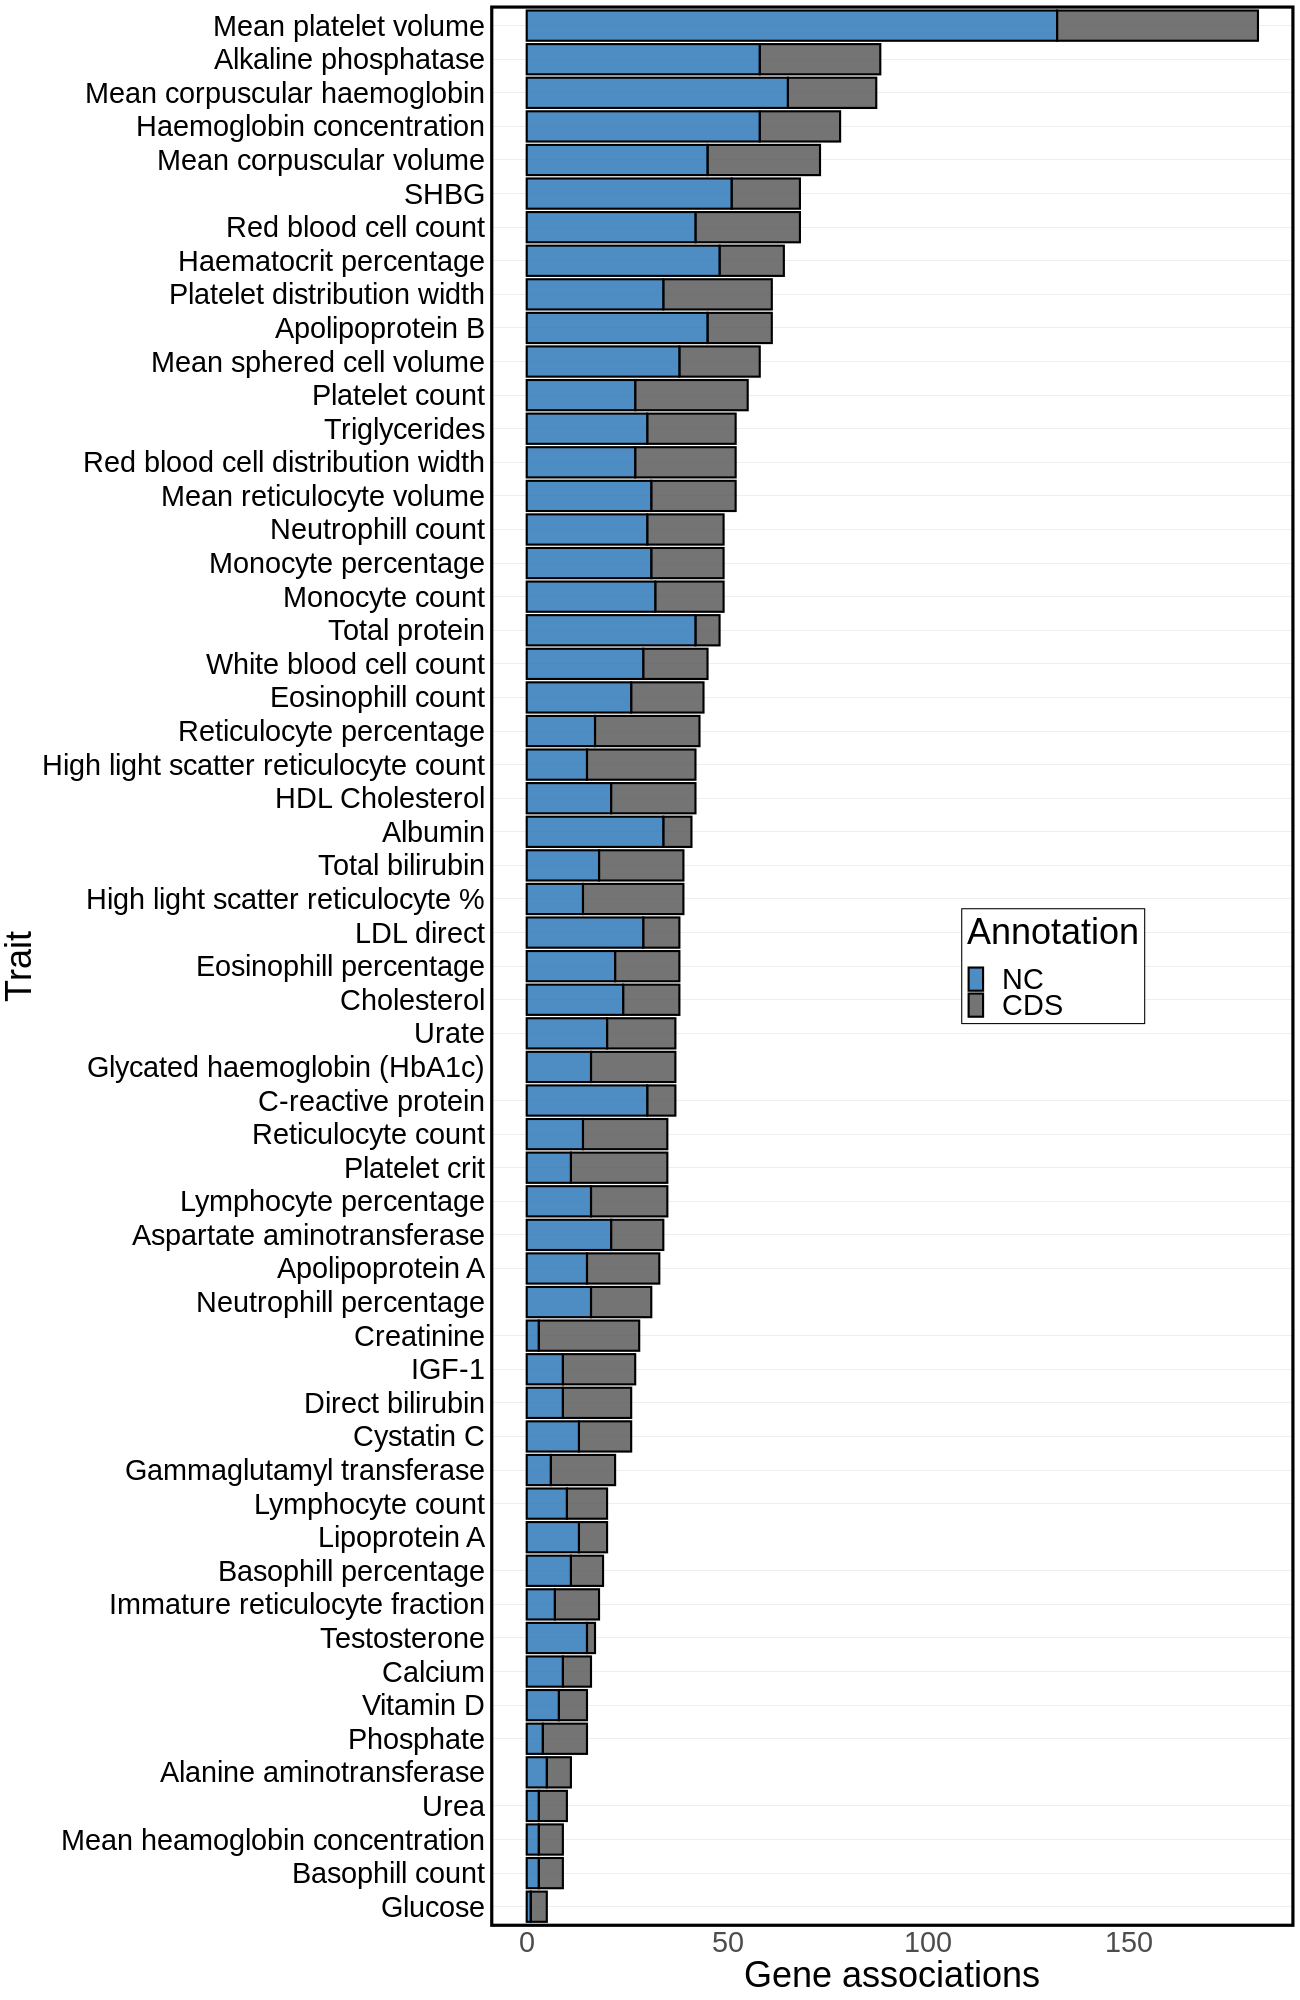 Mean platelet volume
Alkaline phosphatase
Mean corpuscular haemoglobin
Haemoglobin concentration
Mean corpuscular volume
SHBG
Red blood cell count
Haematocrit percentage
Platelet distribution width
Apolipoprotein B
Mean sphered cell volume
Platelet count
Triglycerides
Red blood cell distribution width
Mean reticulocyte volume
Neutrophill count
Monocyte percentage
Monocyte count
Total protein
White blood cell count
Eosinophill count
Reticulocyte percentage
High light scatter reticulocyte count
HDL Cholesterol
Albumin
Total bilirubin
High light scatter reticulocyte %
LDL direct
Eosinophill percentage
Cholesterol
Urate
Glycated haemoglobin (HbA1c)
C-reactive protein
Reticulocyte count
Platelet crit
Lymphocyte percentage
Aspartate aminotransferase
Apolipoprotein A
Neutrophill percentage
Creatinine
IGF-1
Direct bilirubin
Cystatin C
Gammaglutamyl transferase
Lymphocyte count
Lipoprotein A
Basophill percentage
Immature reticulocyte fraction
Testosterone
Calcium
Vitamin D
Phosphate
Alanine aminotransferase
Urea
Mean heamoglobin concentration
Basophill count
Glucose
Trait
Annotation
NC
CDS
0 50 100 150
Gene associations